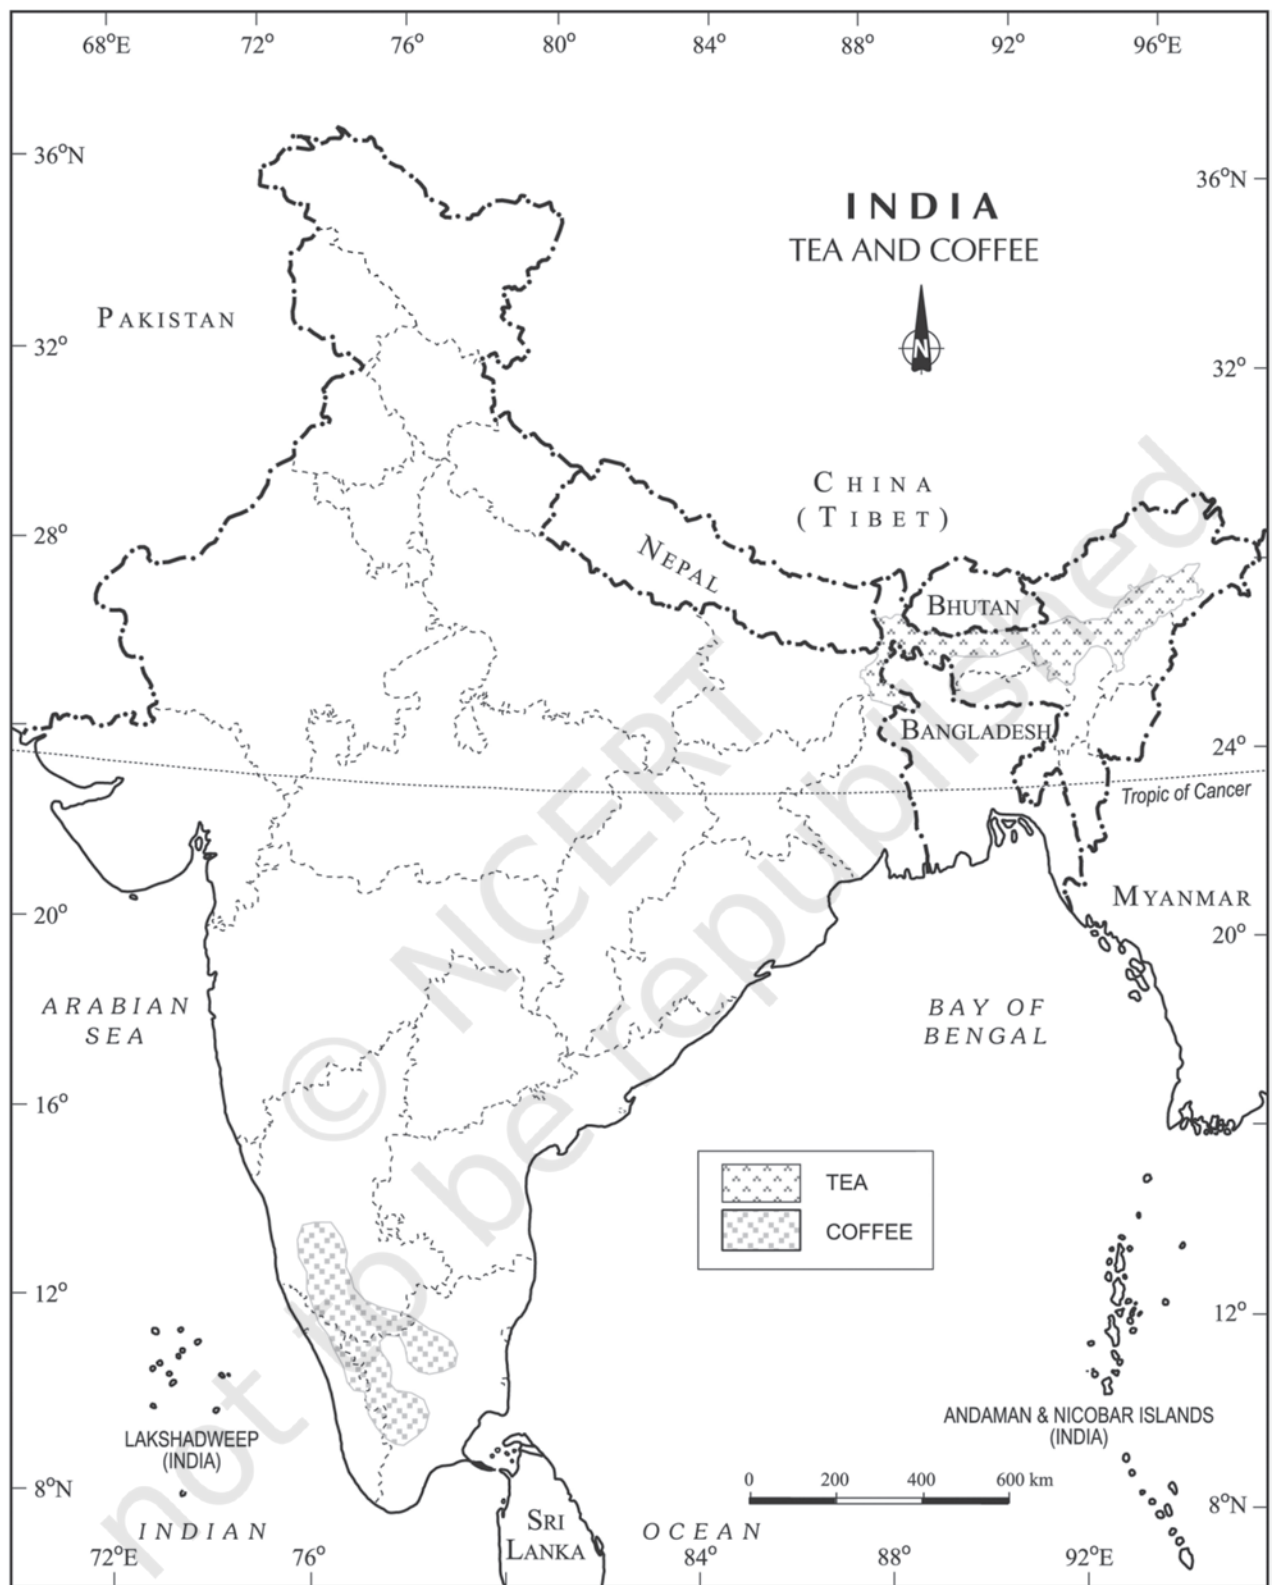 68°E 72° 76° 80° 84° 88° 92° 96°E
36°N
36°N
INDIA
TEA AND COFFEE
PAKISTAN
N
32°
32°
CHINA
(TIBET)
28°
NEPAL
BHUTAN
BANGLADESH
24°
Tropic of Cancer
MYANMAR
20°
20°
ARABIAN
SEA
BAY OF
BENGAL
16°
TEA
COFFEE
12°
12°
LAKSHADWEEP
(INDIA)
ANDAMAN & NICOBAR ISLANDS
(INDIA)
0 200 400 600 km
8°N
8°N
INDIAN
OCEAN
SRI
LANKA
72°E 76° 84° 88° 92°E
© NCERT
not to be republished